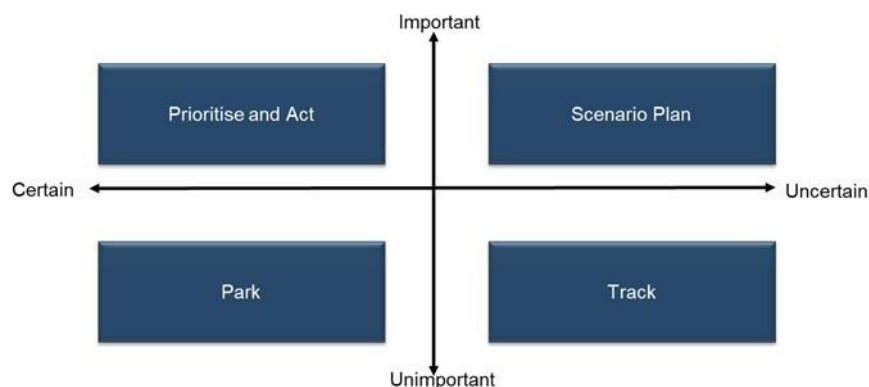 Important
Prioritise and Act
Scenario Plan
Certain
Uncertain
Park
Track
Unimportant